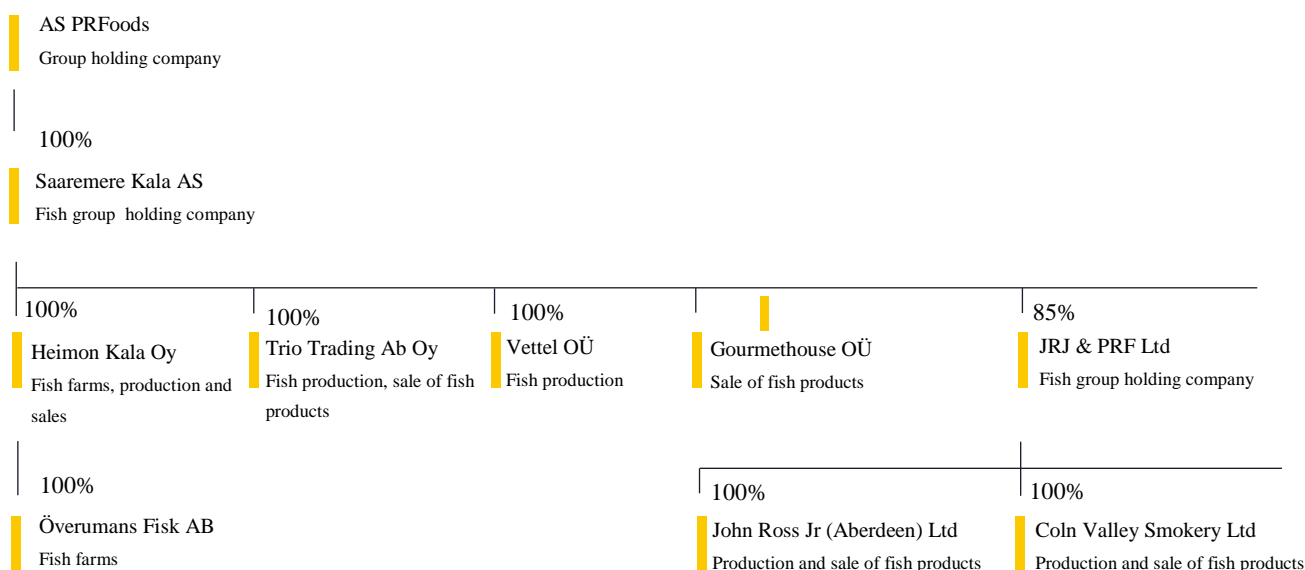 AS PRFoods
Group holding company
100%
Saaremere Kala AS
Fish group holding company
100%
Heimon Kala Oy
Fish farms, production and
sales
100%
Trio Trading Ab Oy
Fish production, sale of fish
products
100%
Vettel OÜ
Fish production
Gourmethouse OÜ
Sale of fish products
85%
JRJ & PRF Ltd
Fish group holding company
100%
Överumans Fisk AB
Fish farms
100%
John Ross Jr (Aberdeen) Ltd
Production and sale of fish products
100%
Coln Valley Smokery Ltd
Production and sale of fish products